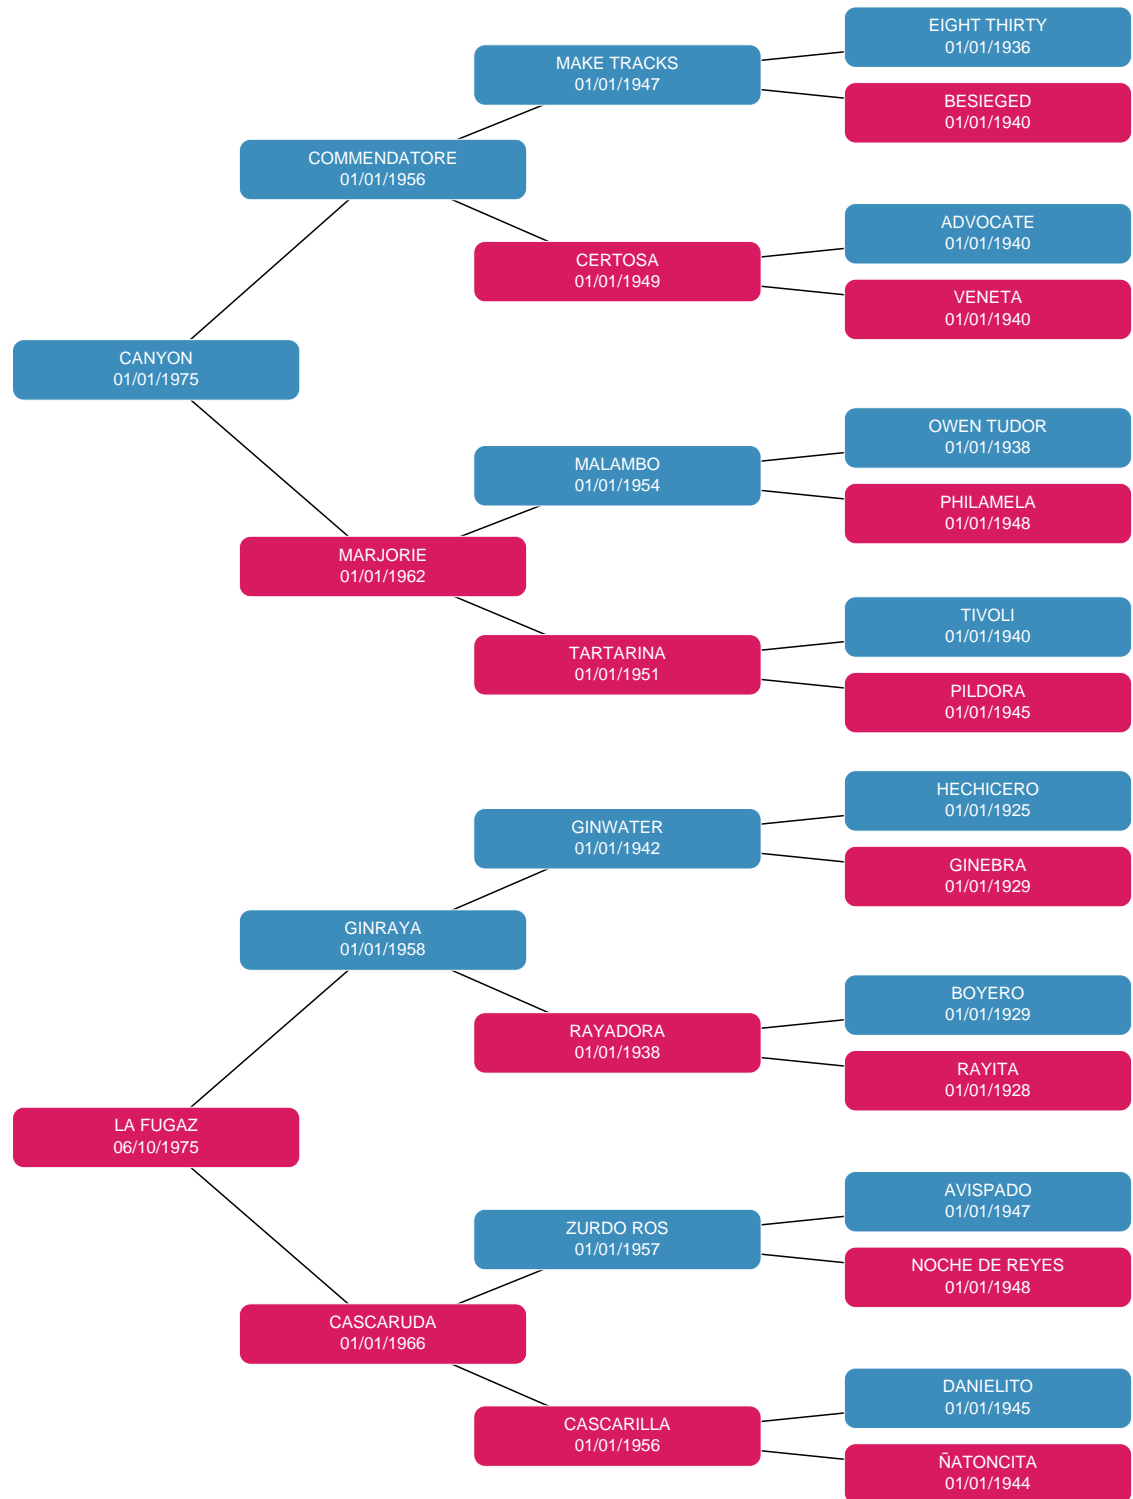 EIGHT THIRTY
01/01/1936
MAKE TRACKS
01/01/1947
BESIEGED
01/01/1940
COMMENDATORE
01/01/1956
ADVOCATE
01/01/1940
CERTOSA
01/01/1949
VENETA
01/01/1940
CANYON
01/01/1975
OWEN TUDOR
01/01/1938
MALAMBO
01/01/1954
PHILAMELA
01/01/1948
MARJORIE
01/01/1962
TIVOLI
01/01/1940
TARTARINA
01/01/1951
PILDORA
01/01/1945
HECHICERO
01/01/1925
GINWATER
01/01/1942
GINEBRA
01/01/1929
GINRAYA
01/01/1958
BOYERO
01/01/1929
RAYADORA
01/01/1938
RAYITA
01/01/1928
LA FUGAZ
06/10/1975
AVISPADO
01/01/1947
ZURDO ROS
01/01/1957
NOCHE DE REYES
01/01/1948
CASCARUDA
01/01/1966
DANIELITO
01/01/1945
CASCARILLA
01/01/1956
ÑATONCITA
01/01/1944